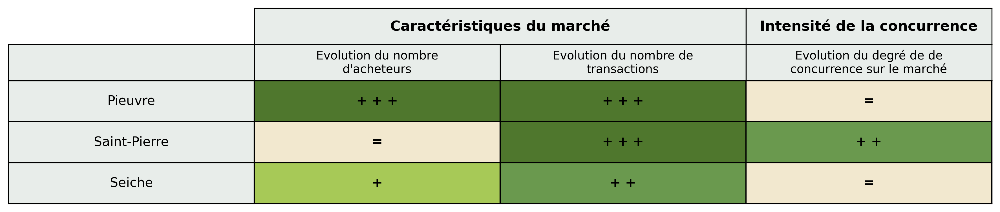 Caractéristiques du marché
Intensité de la concurrence
Evolution du nombre
d'acheteurs
Evolution du nombre de
transactions
Evolution du degré de de
concurrence sur le marché
Pieuvre
+ + +
+ + +
=
Saint-Pierre
=
+ + +
+ +
Seiche
+
+ +
=